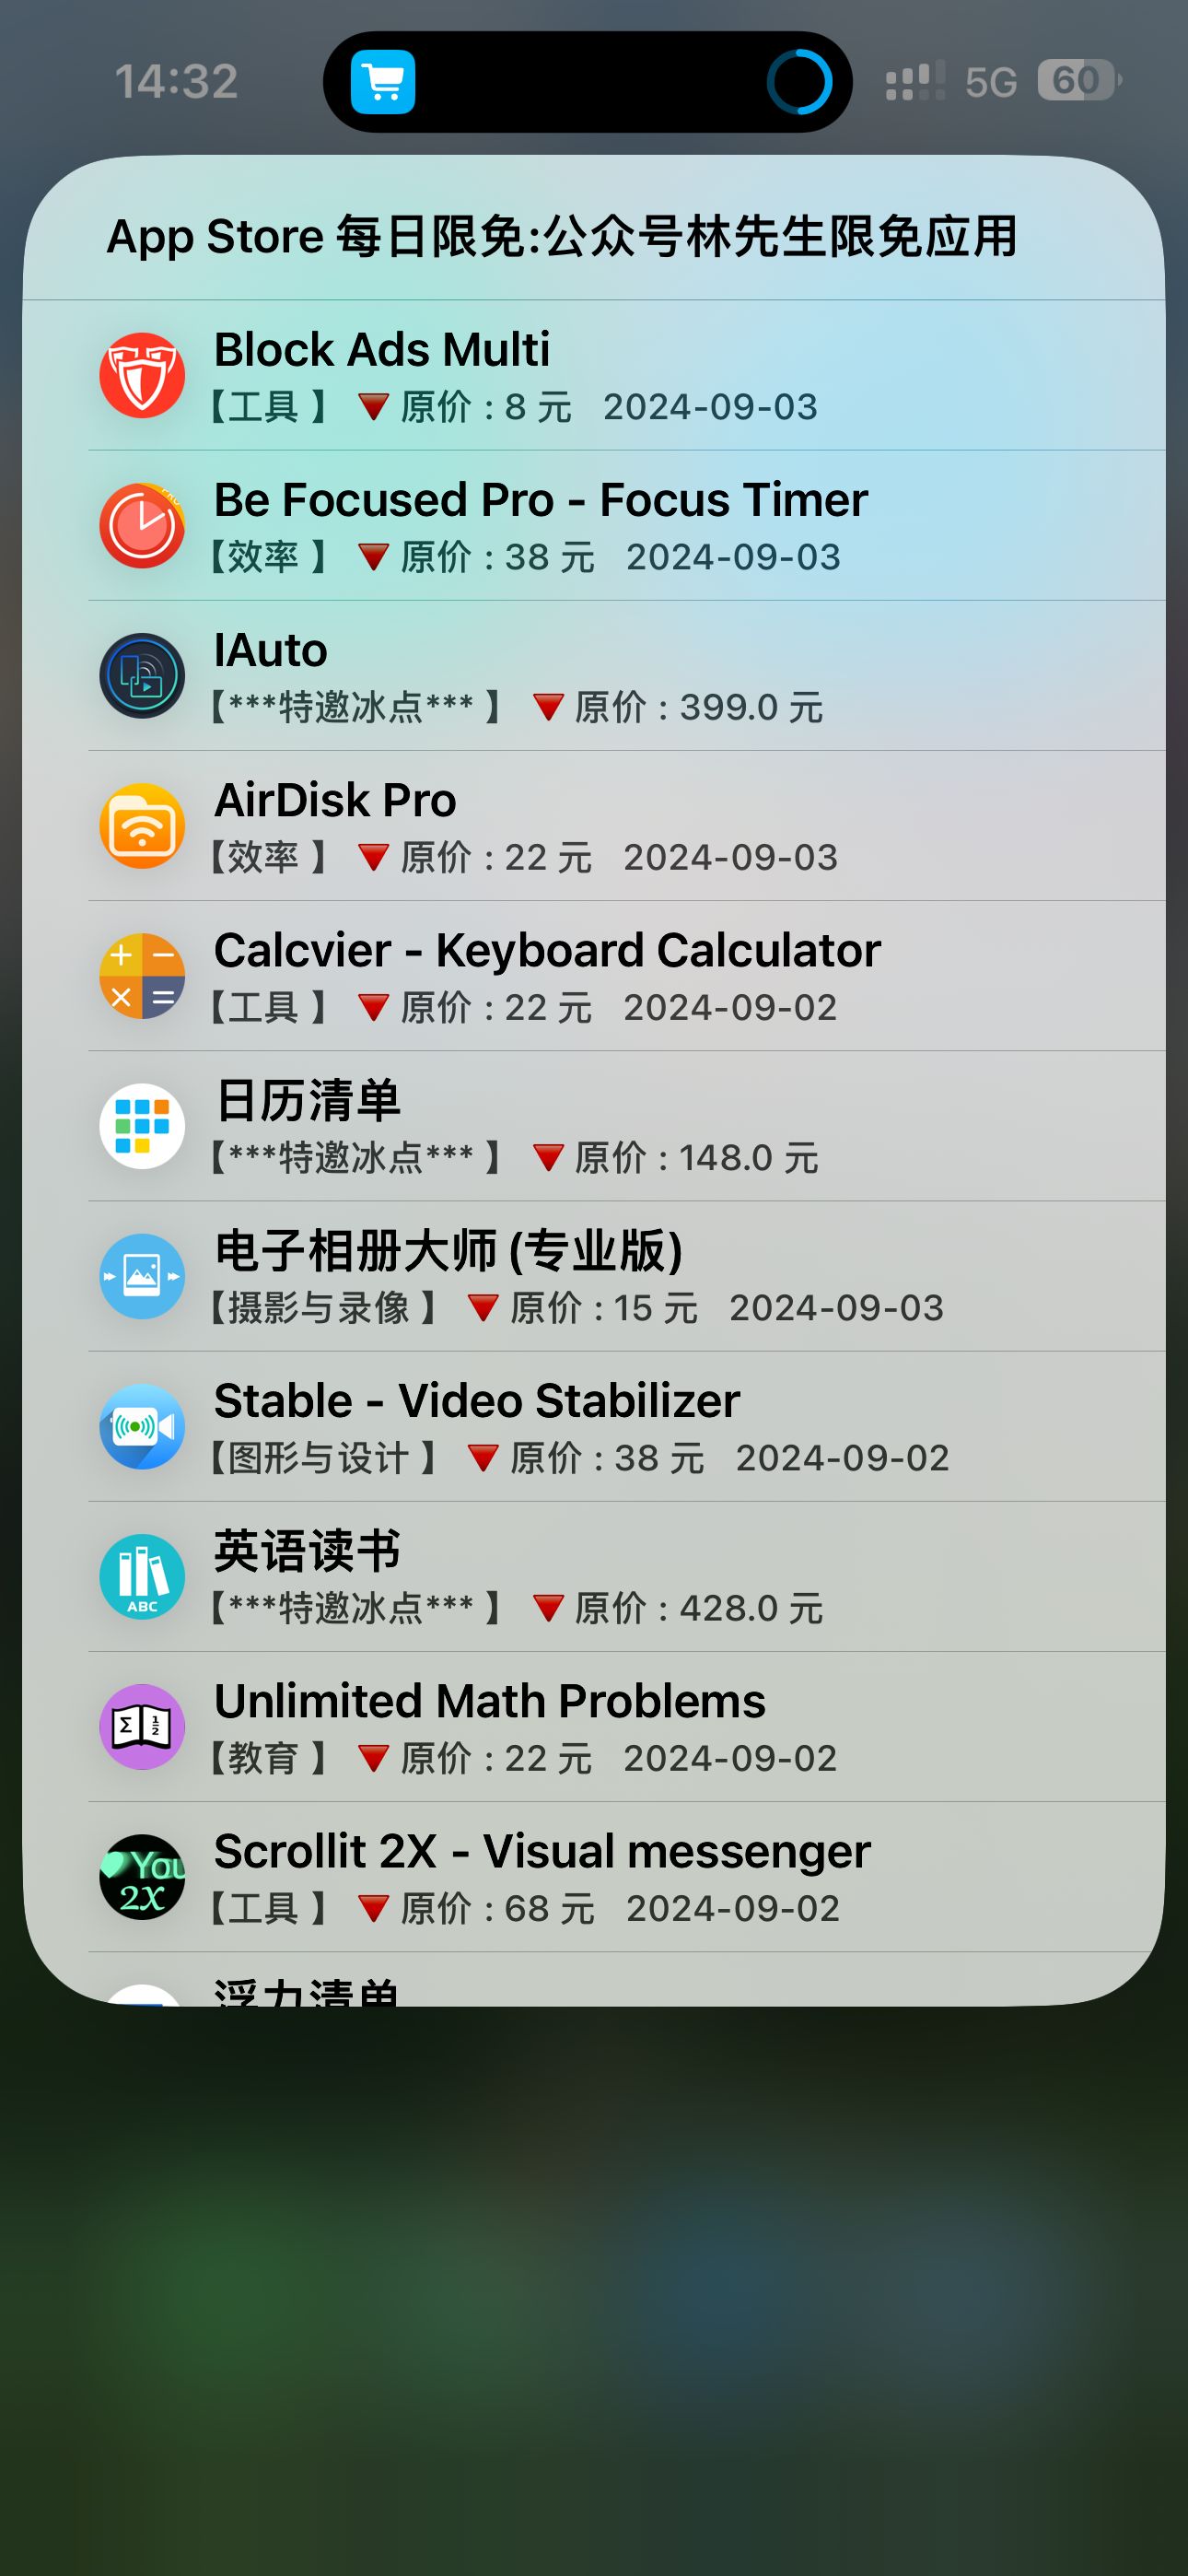 14:32
5G
60
App Store 每日限免:公众号林先生限免应用
Block Ads Multi
【工具 】 🔻原价 : 8 元 2024-09-03
Be Focused Pro - Focus Timer
【效率 】 🔻原价 : 38 元 2024-09-03
IAuto
【***特邀冰点*** 】 🔻原价 : 399.0 元
AirDisk Pro
【效率 】 🔻原价 : 22 元 2024-09-03
Calcvier - Keyboard Calculator
【工具 】 🔻原价 : 22 元 2024-09-02
日历清单
【***特邀冰点*** 】 🔻原价 : 148.0 元
电子相册大师 (专业版)
【摄影与录像 】 🔻原价 : 15 元 2024-09-03
Stable - Video Stabilizer
【图形与设计 】 🔻原价 : 38 元 2024-09-02
英语读书
【***特邀冰点*** 】 🔻原价 : 428.0 元
ABC
Unlimited Math Problems
【教育 】 🔻原价 : 22 元 2024-09-02
Scrollit 2X - Visual messenger
【工具 】 🔻原价 : 68 元 2024-09-02
You
2X
浮力清单